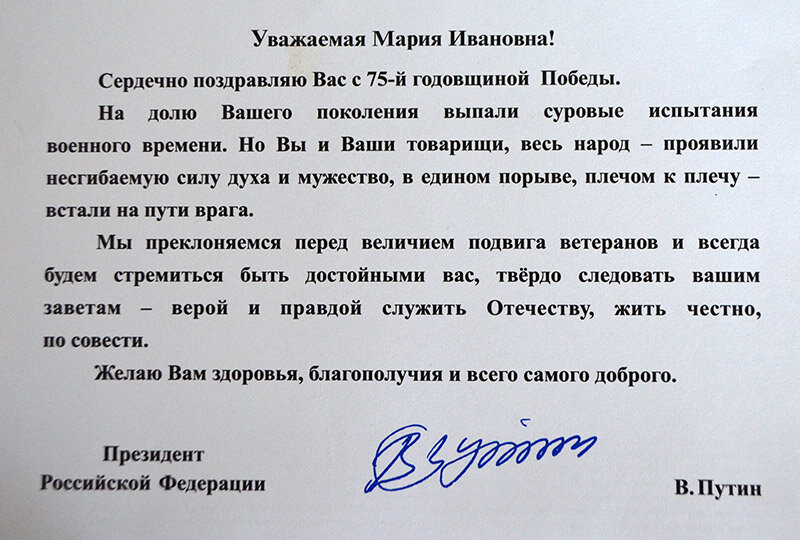 Уважаемая Мария Ивановна!
Сердечно поздравляю Вас с 75-й годовщиной Победы.
На долю Вашего поколения выпали суровые испытания
военного времени. Но Вы и Ваши товарищи, весь народ – проявили
несгибаемую силу духа и мужество, в едином порыве, плечом к плечу –
встали на пути врага.
Мы преклоняемся перед величием подвига ветеранов и всегда
будем стремиться быть достойными вас, твёрдо следовать вашим
заветам – верой и правдой служить Отечеству, жить честно,
по совести.
Желаю Вам здоровья, благополучия и всего самого доброго.
Президент
Российской Федерации
В. Путин